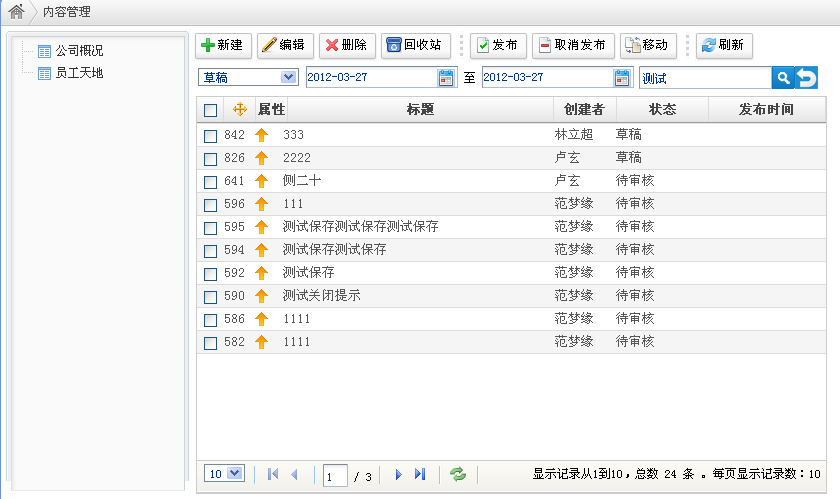 内容管理
公司概况
员工天地
新建 编辑 删除 回收站 发布 取消发布 移动 刷新
草稿 2012-03-27 至 2012-03-27 测试
属性 标题 创建者 状态 发布时间
842 333 林立超 草稿
826 2222 卢玄 草稿
641 侧二十 卢玄 待审核
596 111 范梦缘 待审核
595 测试保存测试保存测试保存 范梦缘 待审核
594 测试保存测试保存 范梦缘 待审核
592 测试保存 范梦缘 待审核
590 测试关闭提示 范梦缘 待审核
586 1111 范梦缘 待审核
582 1111 范梦缘 待审核
10 1 / 3 显示记录从1到10，总数 24 条 。每页显示记录数：10